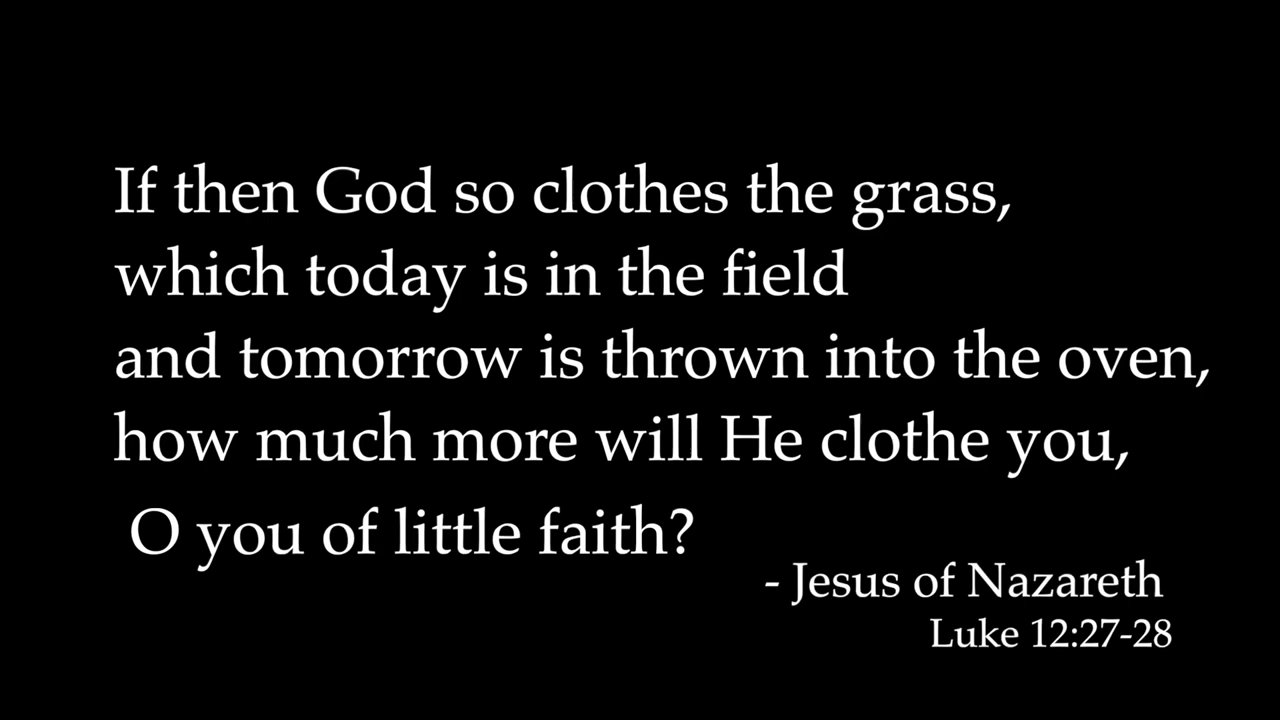 If then God so clothes the grass,
which today is in the field
and tomorrow is thrown into the oven,
how much more will He clothe you,
O you of little faith?
- Jesus of Nazareth
Luke 12:27-28